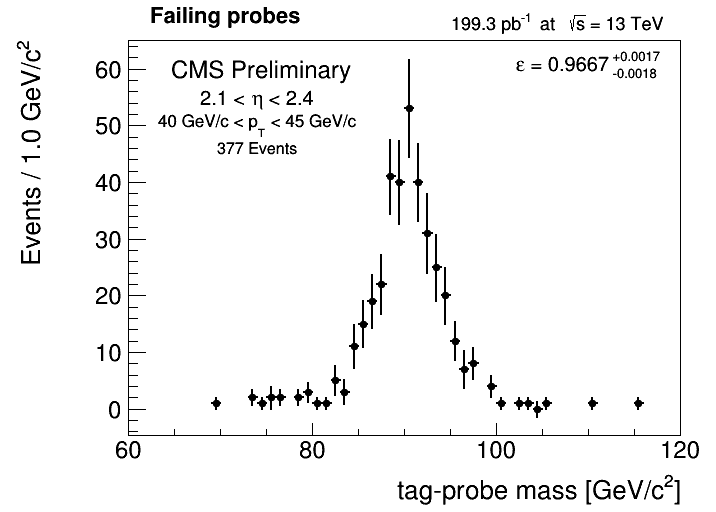 Failing probes
199.3 pb⁻¹ at √s = 13 TeV
CMS Preliminary
2.1 < η < 2.4
40 GeV/c < p_T < 45 GeV/c
377 Events
ε = 0.9667 +0.0017 -0.0018
Events / 1.0 GeV/c²
60
50
40
30
20
10
0
60 80 100 120
tag-probe mass [GeV/c²]